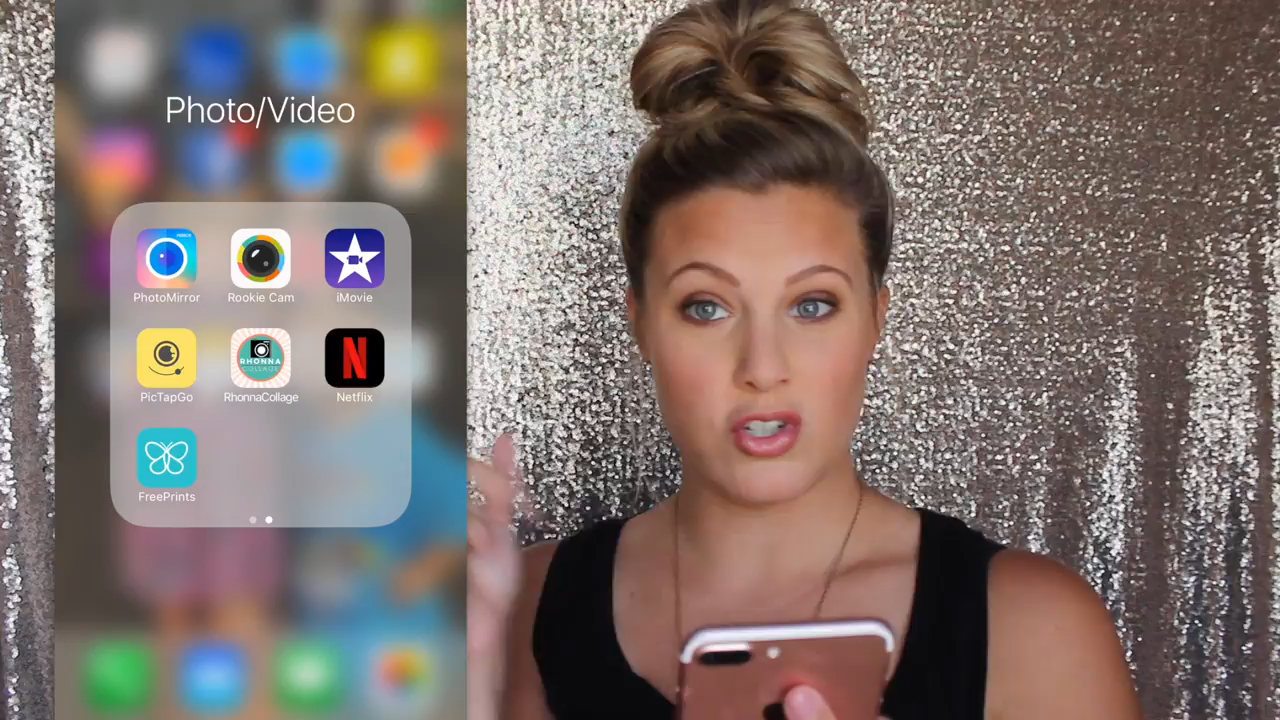 Photo/Video
PhotoMirror
Rookie Cam
iMovie
RHONNA
COLLAGE
N
PicTapGo
RhonnaCollage
Netflix
FreePrints